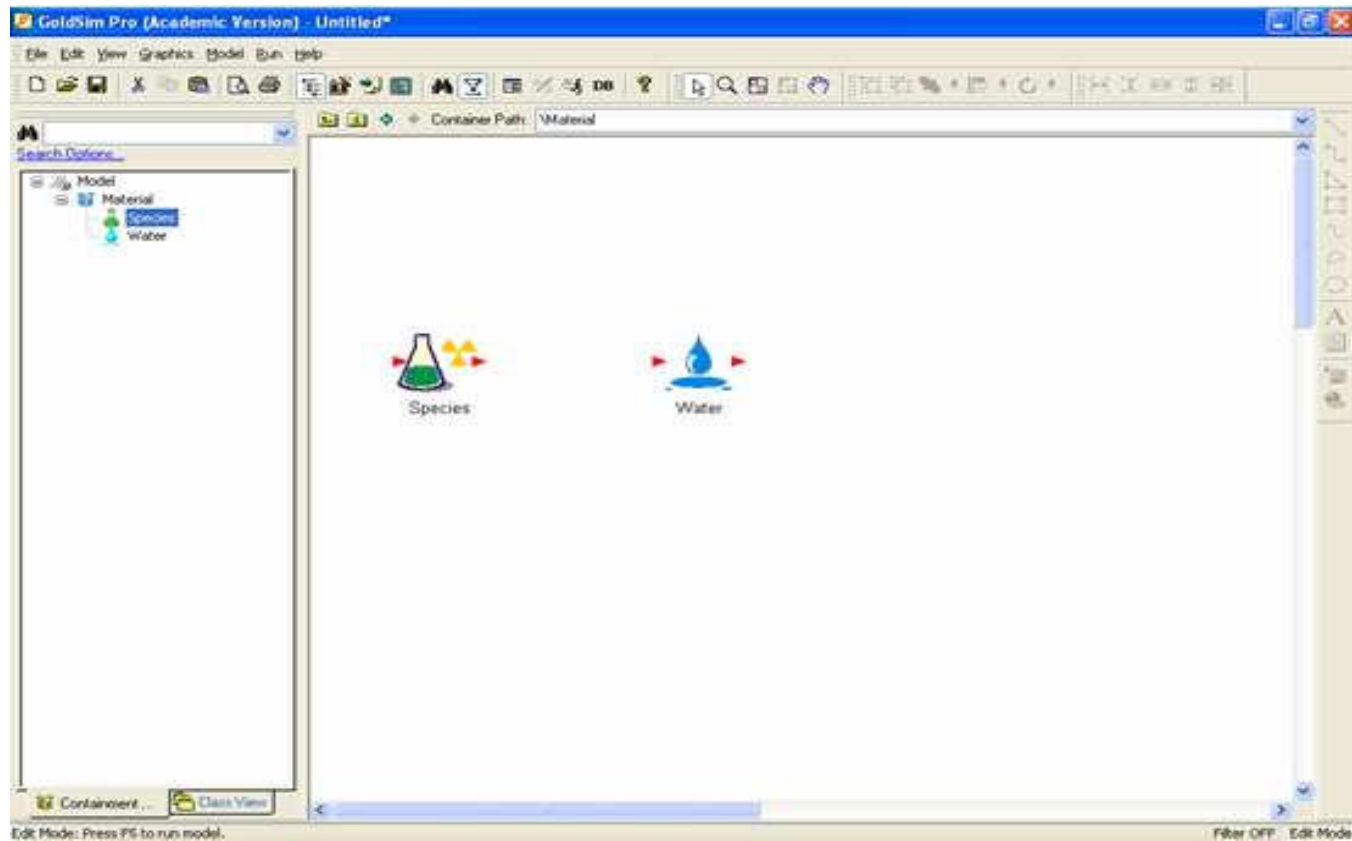 GoldSim Pro (Academic Version) - Untitled*
File Edit View Graphics Model Run Help
DB
Container Path: \Material
Search Options...
Model
Material
Species
Water
Species
Water
A
Containment ...
Class View
Edit Mode: Press F5 to run model.
Filter OFF Edit Mode